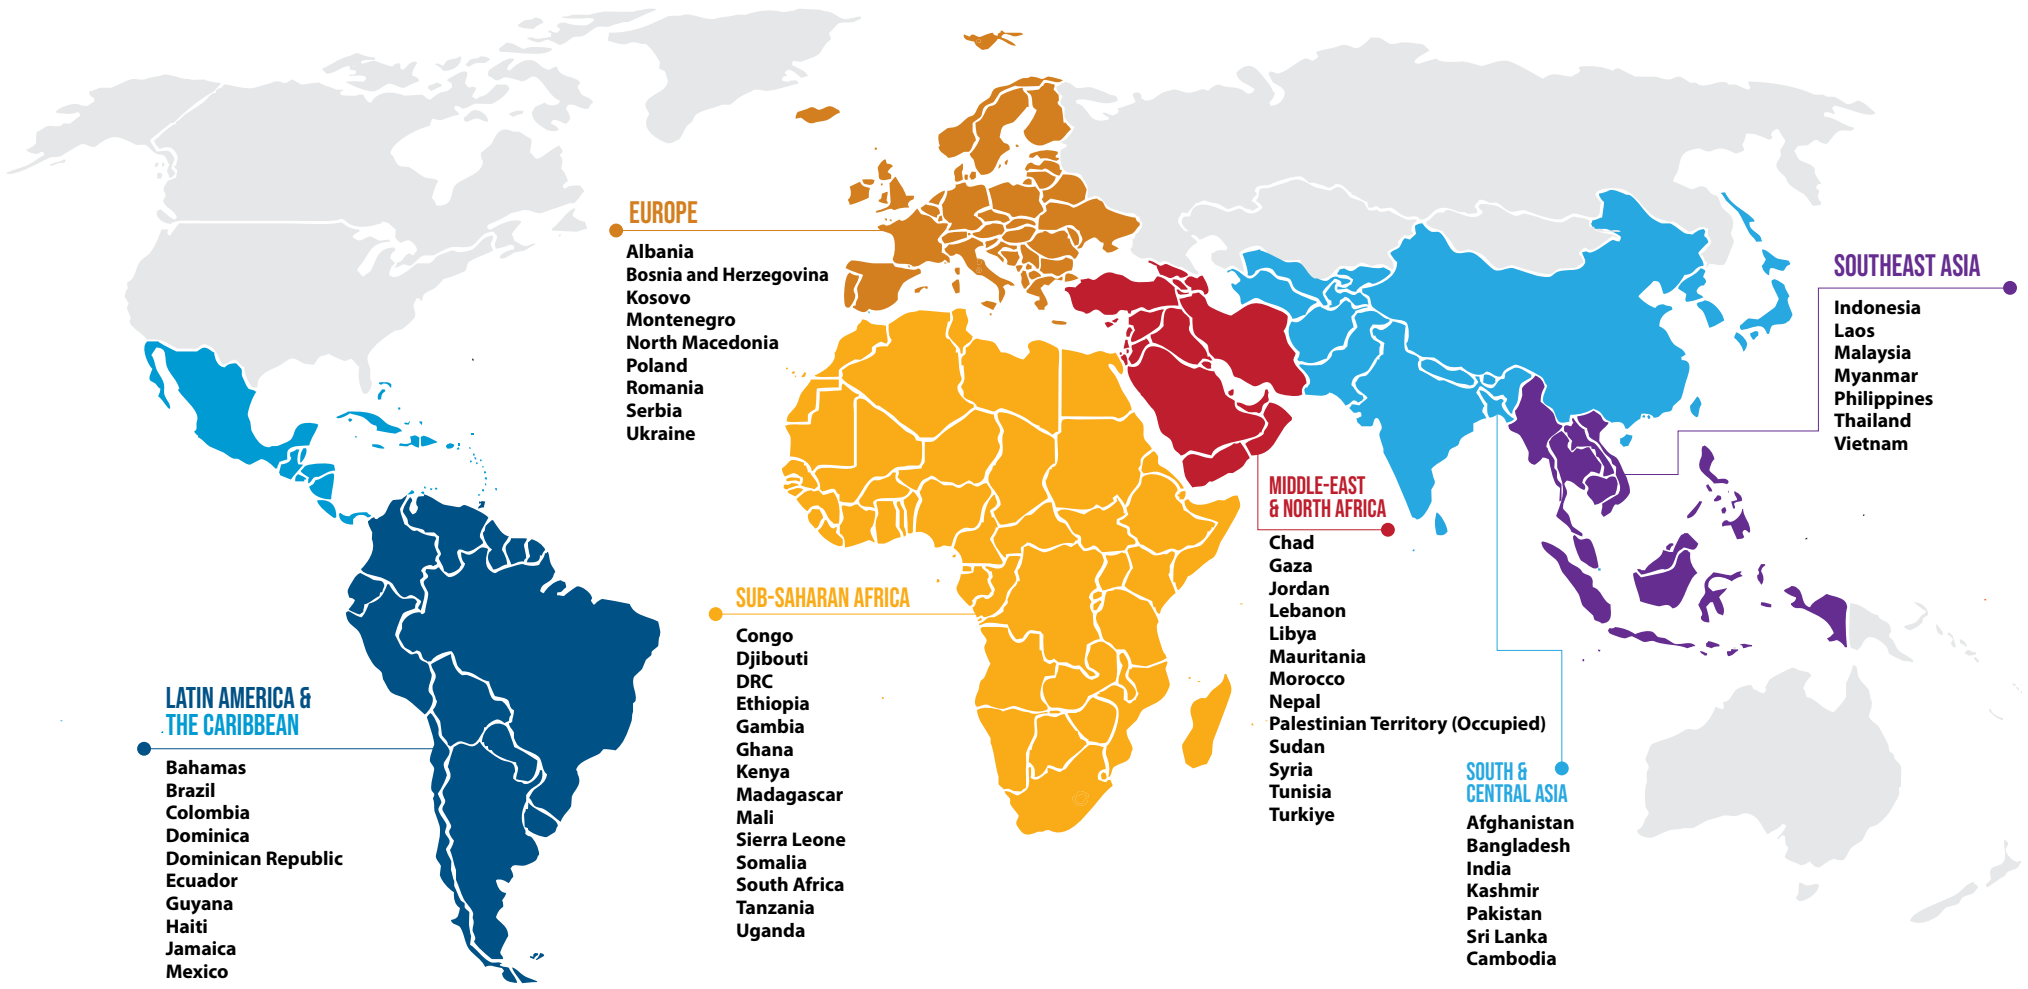 EUROPE
Albania
Bosnia and Herzegovina
Kosovo
Montenegro
North Macedonia
Poland
Romania
Serbia
Ukraine
SOUTHEAST ASIA
Indonesia
Laos
Malaysia
Myanmar
Philippines
Thailand
Vietnam
MIDDLE-EAST
& NORTH AFRICA
Chad
Gaza
Jordan
Lebanon
Libya
Mauritania
Morocco
Nepal
Palestinian Territory (Occupied)
Sudan
Syria
Tunisia
Turkiye
SUB-SAHARAN AFRICA
Congo
Djibouti
DRC
Ethiopia
Gambia
Ghana
Kenya
Madagascar
Mali
Sierra Leone
Somalia
South Africa
Tanzania
Uganda
LATIN AMERICA &
THE CARIBBEAN
Bahamas
Brazil
Colombia
Dominica
Dominican Republic
Ecuador
Guyana
Haiti
Jamaica
Mexico
SOUTH &
CENTRAL ASIA
Afghanistan
Bangladesh
India
Kashmir
Pakistan
Sri Lanka
Cambodia